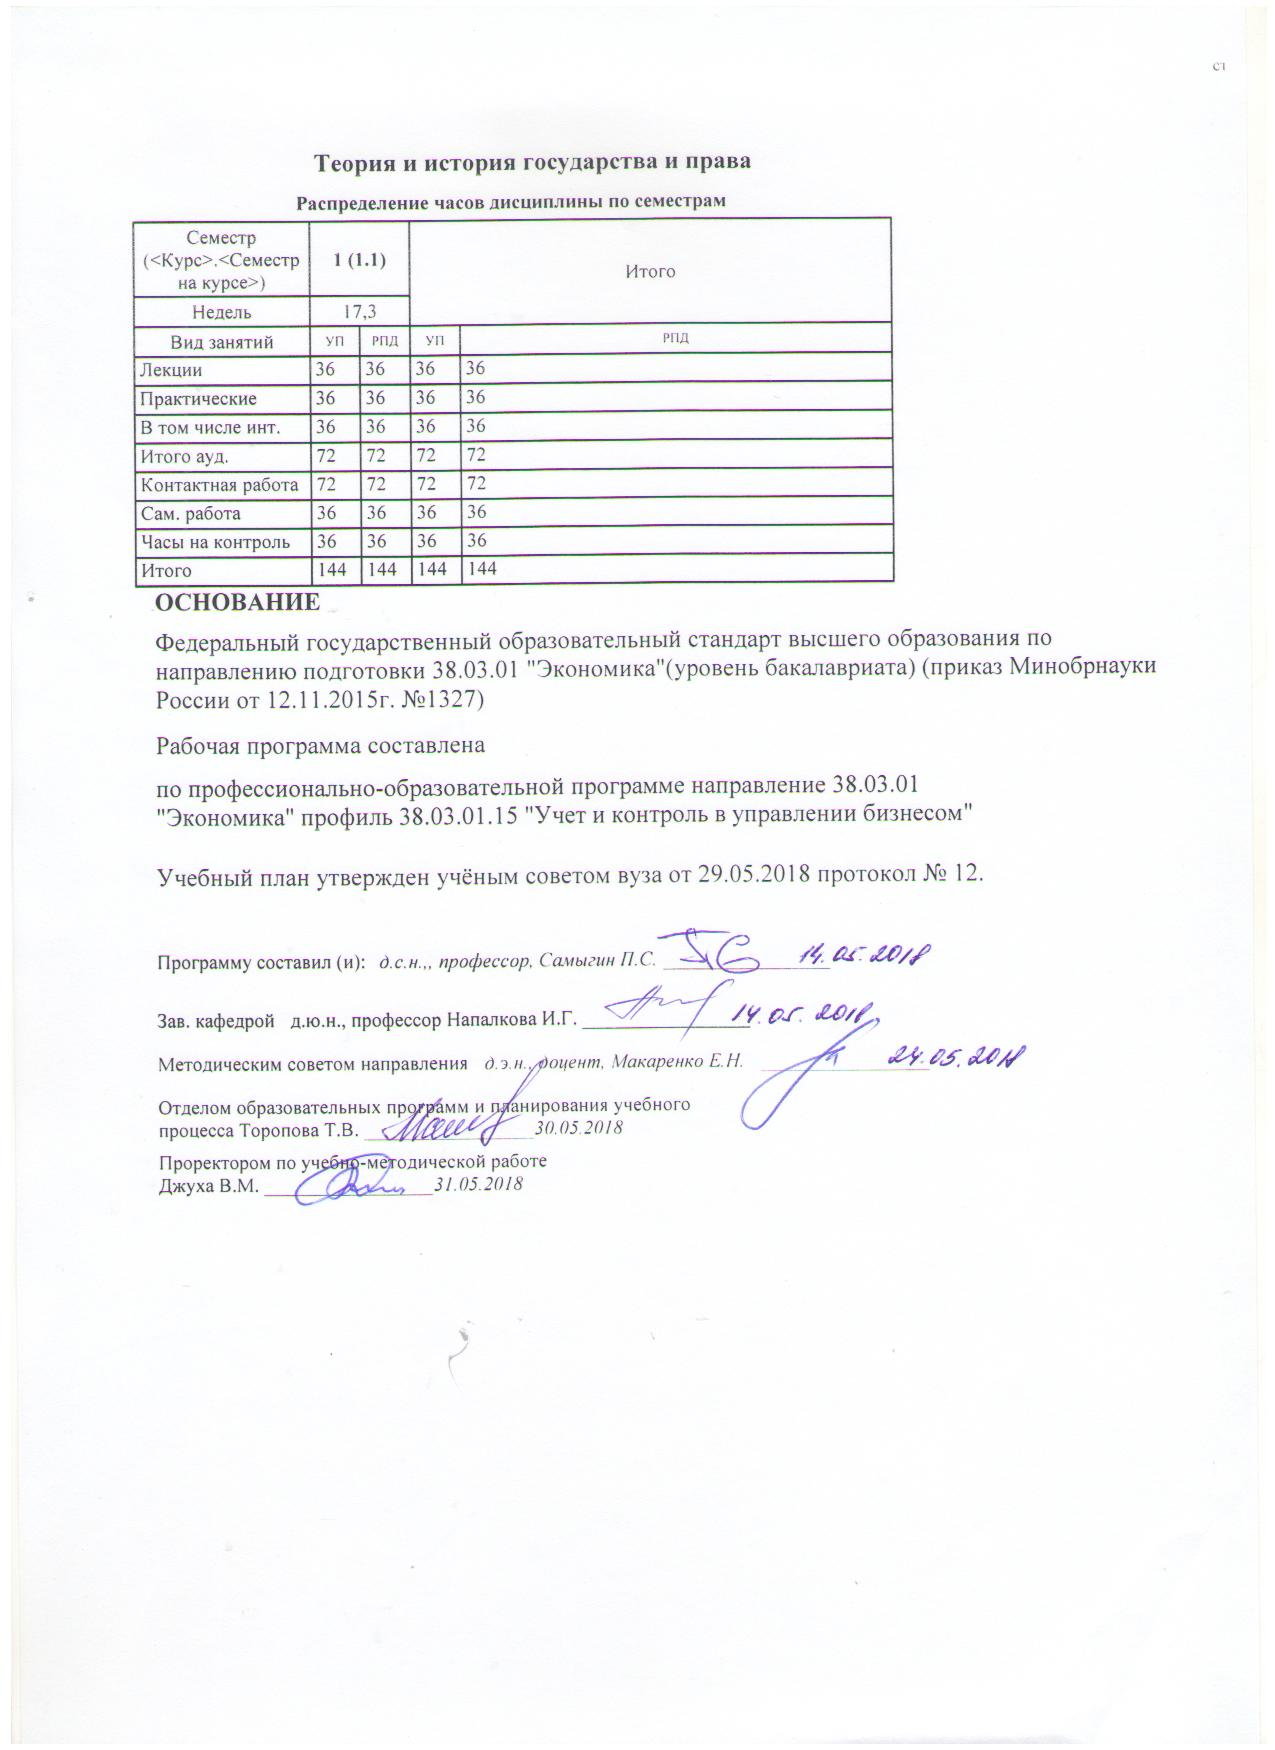 ст
Теория и история государства и права
Распределение часов дисциплины по семестрам
Семестр
(<Курс>.<Семестр
на курсе>)
1 (1.1)
Итого
Недель 17,3
Вид занятий УП РПД УП РПД
Лекции 36 36 36 36
Практические 36 36 36 36
В том числе инт. 36 36 36 36
Итого ауд. 72 72 72 72
Контактная работа 72 72 72 72
Сам. работа 36 36 36 36
Часы на контроль 36 36 36 36
Итого 144 144 144 144
ОСНОВАНИЕ
Федеральный государственный образовательный стандарт высшего образования по
направлению подготовки 38.03.01 "Экономика"(уровень бакалавриата) (приказ Минобрнауки
России от 12.11.2015г. №1327)
Рабочая программа составлена
по профессионально-образовательной программе направление 38.03.01
"Экономика" профиль 38.03.01.15 "Учет и контроль в управлении бизнесом"
Учебный план утвержден учёным советом вуза от 29.05.2018 протокол № 12.
Программу составил (и): д.с.н.,, профессор, Самыгин П.С. 14.05.2018
Зав. кафедрой д.ю.н., профессор Напалкова И.Г. 14.05.2018
Методическим советом направления д.э.н., доцент, Макаренко Е.Н. 24.05.2018
Отделом образовательных программ и планирования учебного
процесса Торопова Т.В. 30.05.2018
Проректором по учебно-методической работе
Джуха В.М. 31.05.2018